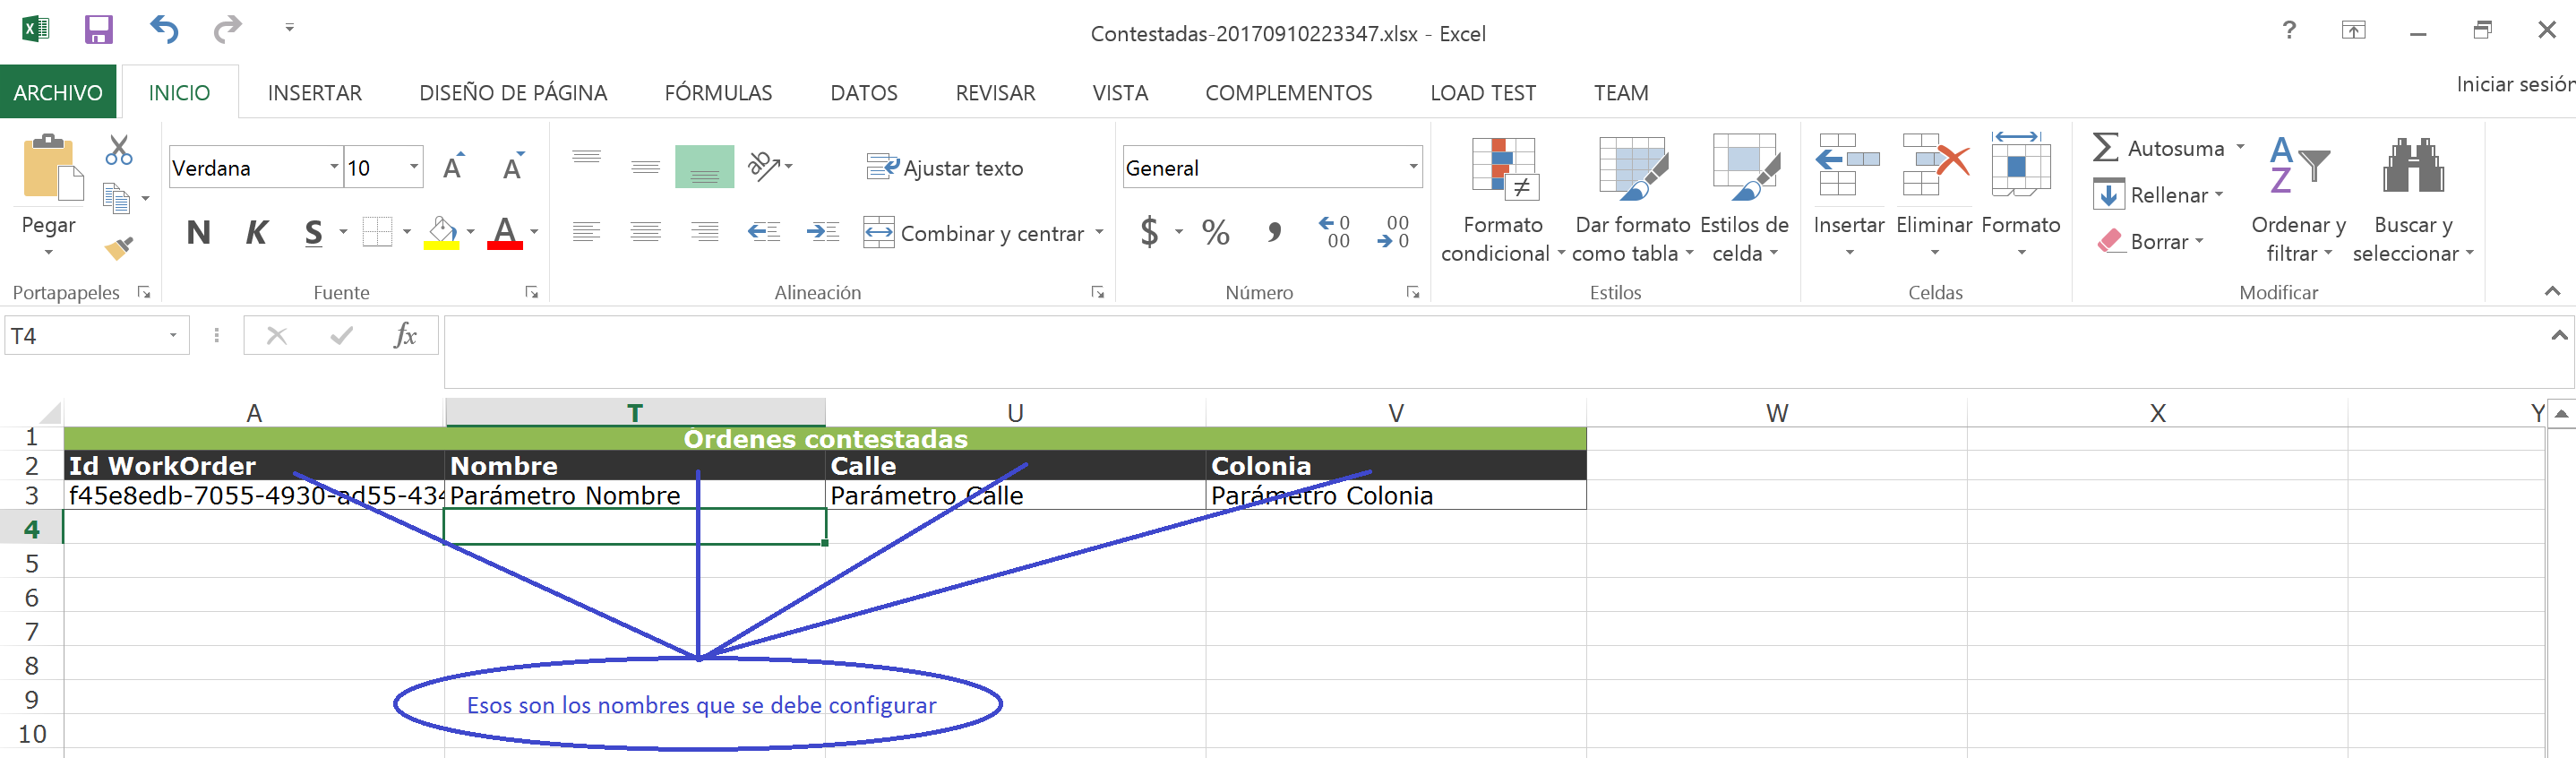 Contestadas-20170910223347.xlsx - Excel
?
ARCHIVO INICIO INSERTAR DISEÑO DE PÁGINA FÓRMULAS DATOS REVISAR VISTA COMPLEMENTOS LOAD TEST TEAM
Iniciar sesión
Pegar
Portapapeles
Verdana 10
N K S A
Fuente
Ajustar texto
Combinar y centrar
Alineación
General
$ %
Número
Formato condicional
Dar formato como tabla
Estilos de celda
Estilos
Insertar Eliminar Formato
Celdas
Autosuma
Rellenar
Borrar
Ordenar y filtrar
Buscar y seleccionar
Modificar
T4 fx
A T U V W X Y
1 Órdenes contestadas
2 Id WorkOrder Nombre Calle Colonia
3 f45e8edb-7055-4930-ad55-434 Parámetro Nombre Parámetro Calle Parámetro Colonia
4
5
6
7
8
9 Esos son los nombres que se debe configurar
10